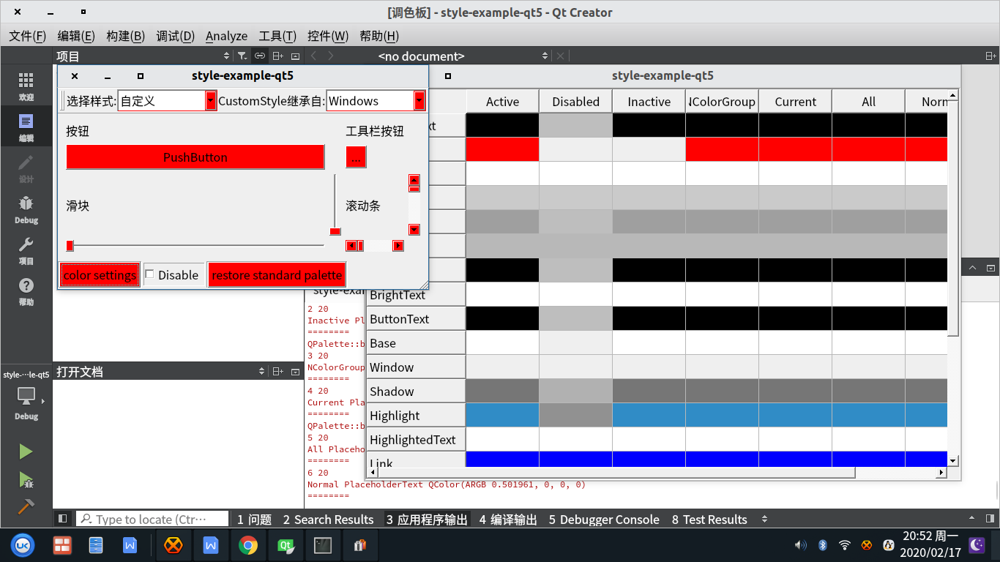 [调色板] - style-example-qt5 - Qt Creator
文件(F) 编辑(E) 构建(B) 调试(D) Analyze 工具(T) 控件(W) 帮助(H)
项目
<no document>
欢迎
编辑
设计
Debug
项目
帮助
style-···le-qt5
Debug
style-example-qt5
选择样式: 自定义 CustomStyle继承自: Windows
按钮
工具栏按钮
PushButton
...
滑块
滚动条
color settings
Disable
restore standard palette
style-example-qt5
Active Disabled Inactive NColorGroup Current All Norn
xt
BrightText
ButtonText
Base
Window
Shadow
Highlight
HighlightedText
Link
style-exar
2 20
Inactive Pl
========
QPalette::b
3 20
NColorGroup
========
4 20
Current Pla
========
QPalette::b
5 20
All Placeho
========
6 20
Normal PlaceholderText QColor(ARGB 0.501961, 0, 0, 0)
========
打开文档
Type to locate (Ctr···
1 问题
2 Search Results
3 应用程序输出
4 编译输出
5 Debugger Console
8 Test Results
UK
W
W
Qt
20:52 周一
2020/02/17